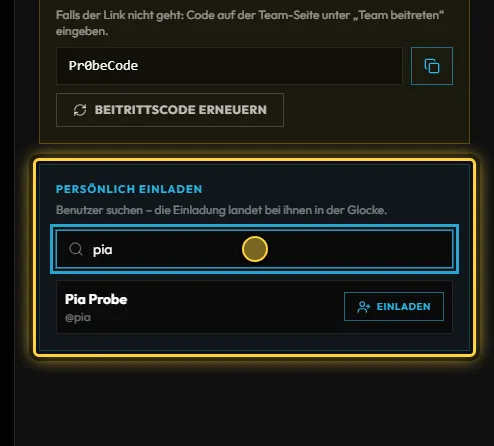 Falls der Link nicht geht: Code auf der Team-Seite unter „Team beitreten“
eingeben.
Pr0beCode
BEITRITTSCODE ERNEUERN
PERSÖNLICH EINLADEN
Benutzer suchen – die Einladung landet bei ihnen in der Glocke.
pia
Pia Probe
@pia
EINLADEN